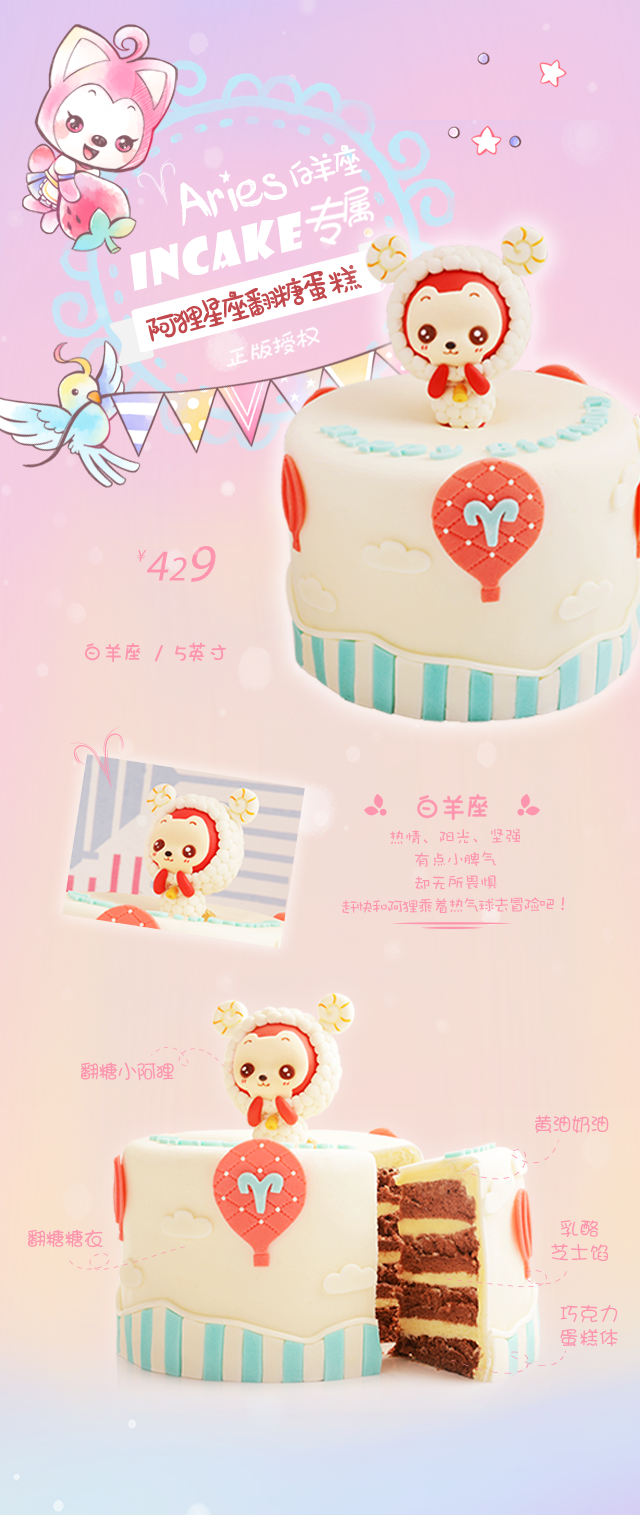 Aries 白羊座
INCAKE专属
阿狸星座翻糖蛋糕
正版授权
¥429
白羊座 / 5英寸
白羊座
热情、阳光、坚强
有点小脾气
却无所畏惧
赶快和阿狸乘着热气球去冒险吧！
翻糖小阿狸
黄油奶油
翻糖糖衣
乳酪
芝士馅
巧克力
蛋糕体